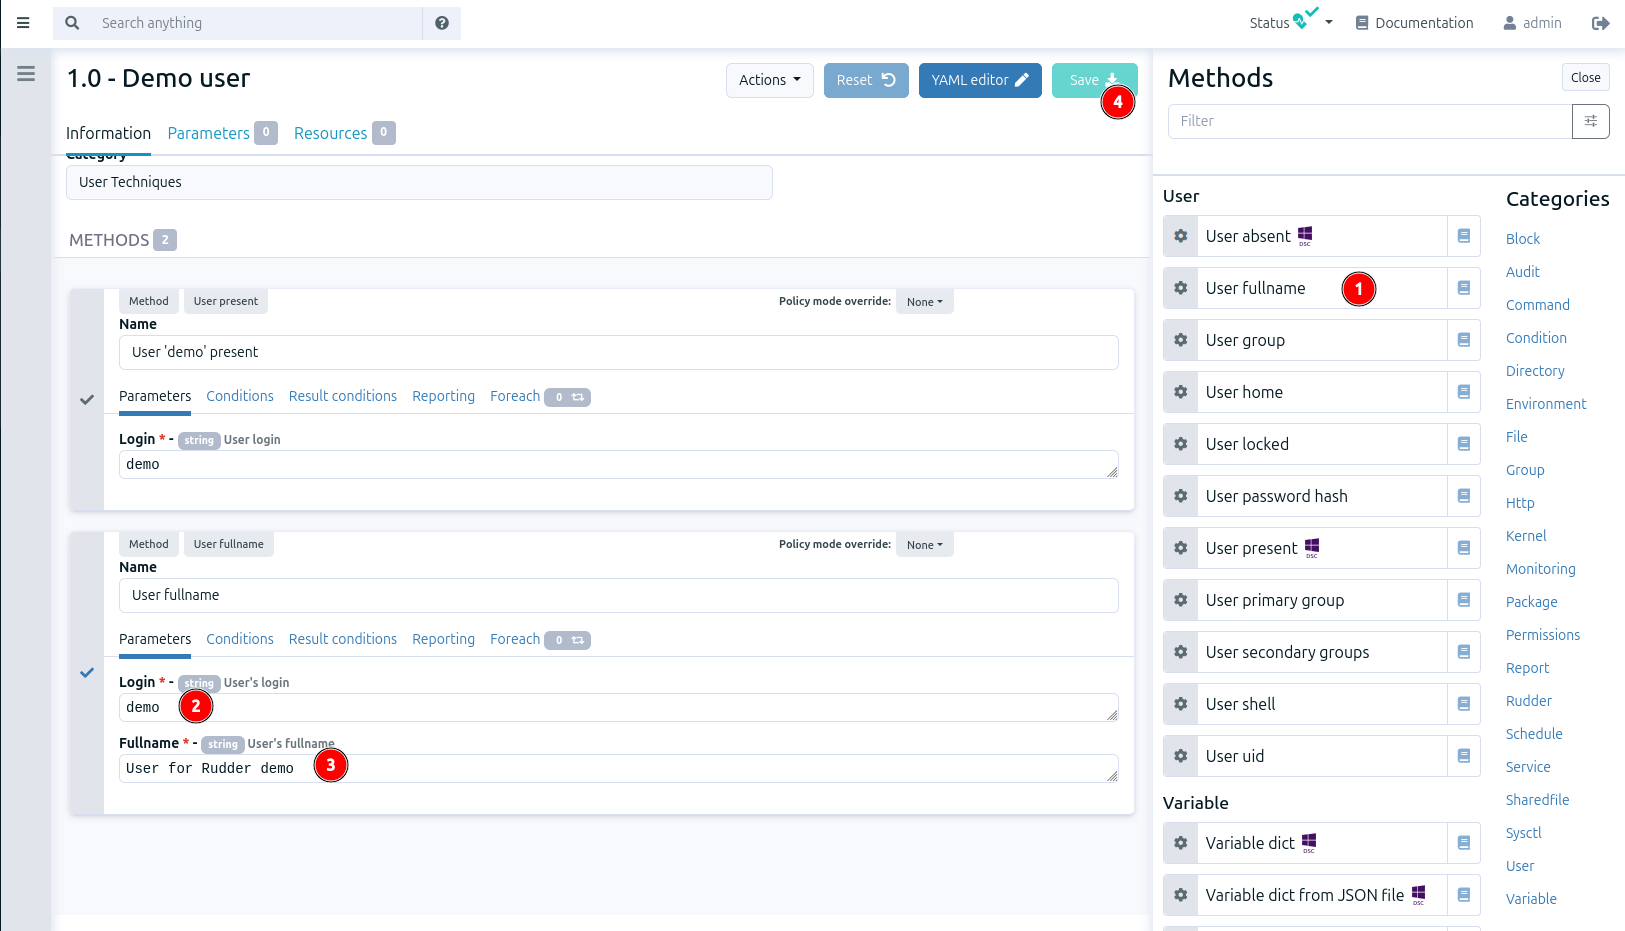 Search anything
Status
Documentation
admin
1.0 - Demo user
Actions
Reset
YAML editor
Save
4
Information
Parameters 0
Resources 0
Category
User Techniques
METHODS 2
Method
User present
Policy mode override: None
Name
User 'demo' present
Parameters
Conditions
Result conditions
Reporting
Foreach 0
Login * - string User login
demo
Method
User fullname
Policy mode override: None
Name
User fullname
Parameters
Conditions
Result conditions
Reporting
Foreach 0
Login * - string User's login
demo
2
Fullname * - string User's fullname
User for Rudder demo
3
Methods
Close
Filter
User
User absent DSC
User fullname
1
User group
User home
User locked
User password hash
User present DSC
User primary group
User secondary groups
User shell
User uid
Variable
Variable dict DSC
Variable dict from JSON file DSC
Categories
Block
Audit
Command
Condition
Directory
Environment
File
Group
Http
Kernel
Monitoring
Package
Permissions
Report
Rudder
Schedule
Service
Sharedfile
Sysctl
User
Variable